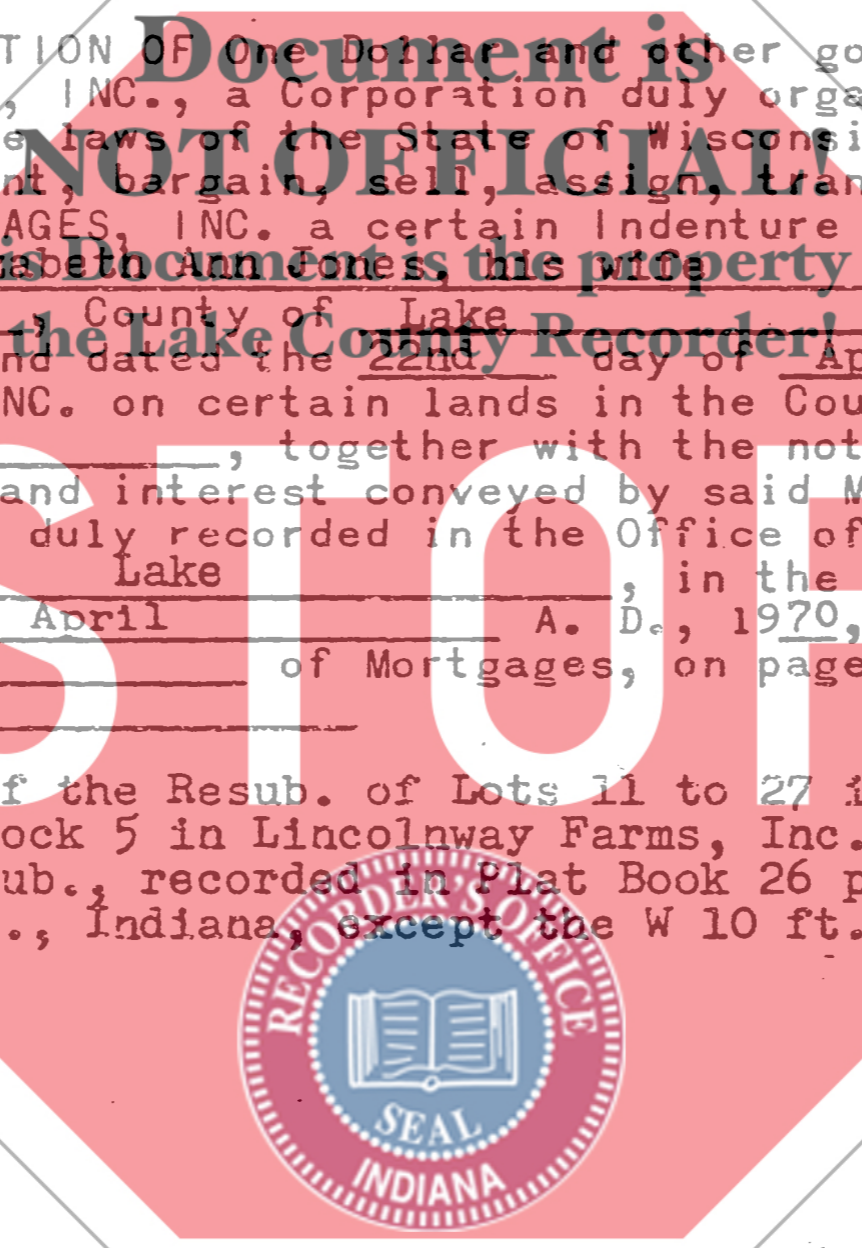 TION OF One Dollar and other go
Document is
, INC., a Corporation duly orga
e laws of the State of Wisconsi
NOT OFFICIAL!
nt, bargain, sell, assign, tran
AGES, INC. a certain Indenture
is Document is the property
zabeth Ann Jones, his wife
, County of Lake
the Lake County Recorder!
nd dated the 22nd day of Ap
NC. on certain lands in the Cou
, together with the not
and interest conveyed by said M
duly recorded in the Office of
Lake , in the
April A. D., 1970,
of Mortgages, on page
STOP
f the Resub. of Lots 11 to 27 i
ock 5 in Lincolnway Farms, Inc.
ub., recorded in Plat Book 26 p
., Indiana, except the W 10 ft.
RECORDER'S OFFICE
SEAL
INDIANA